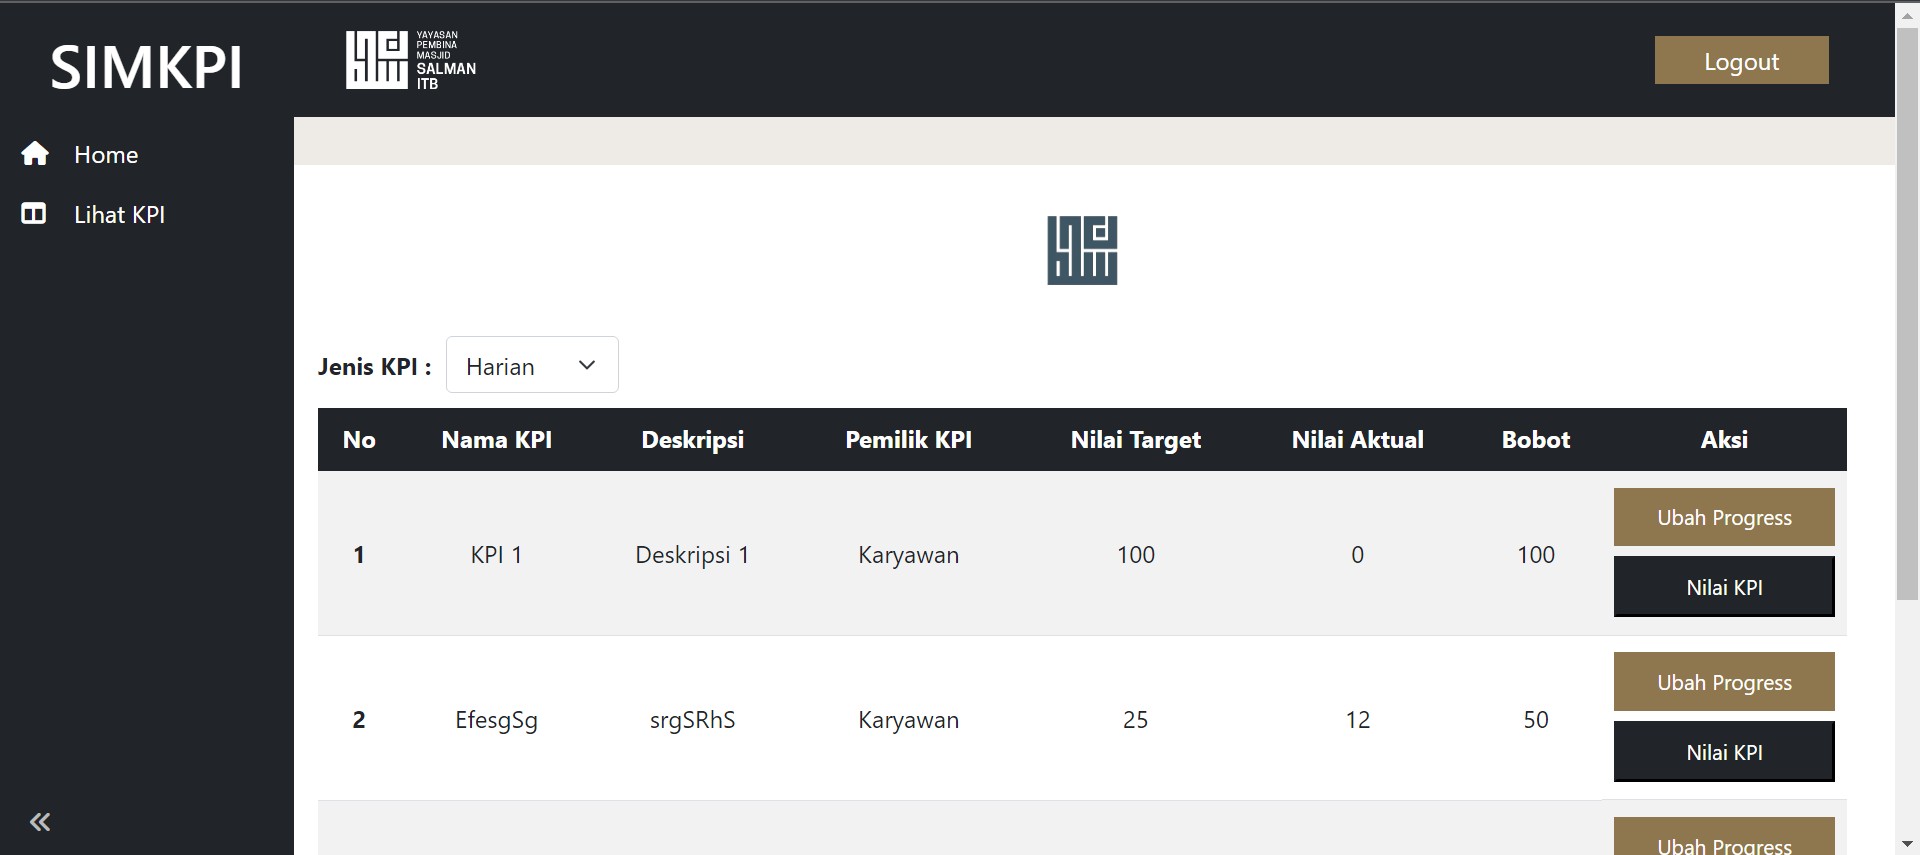 SIMKPI
YAYASAN
PEMBINA
MASJID
SALMAN
ITB
Logout
Home
Lihat KPI
Jenis KPI : Harian
No Nama KPI Deskripsi Pemilik KPI Nilai Target Nilai Aktual Bobot Aksi
1 KPI 1 Deskripsi 1 Karyawan 100 0 100
Ubah Progress
Nilai KPI
2 EfesgSg srgSRhS Karyawan 25 12 50
Ubah Progress
Nilai KPI
Ubah Progress